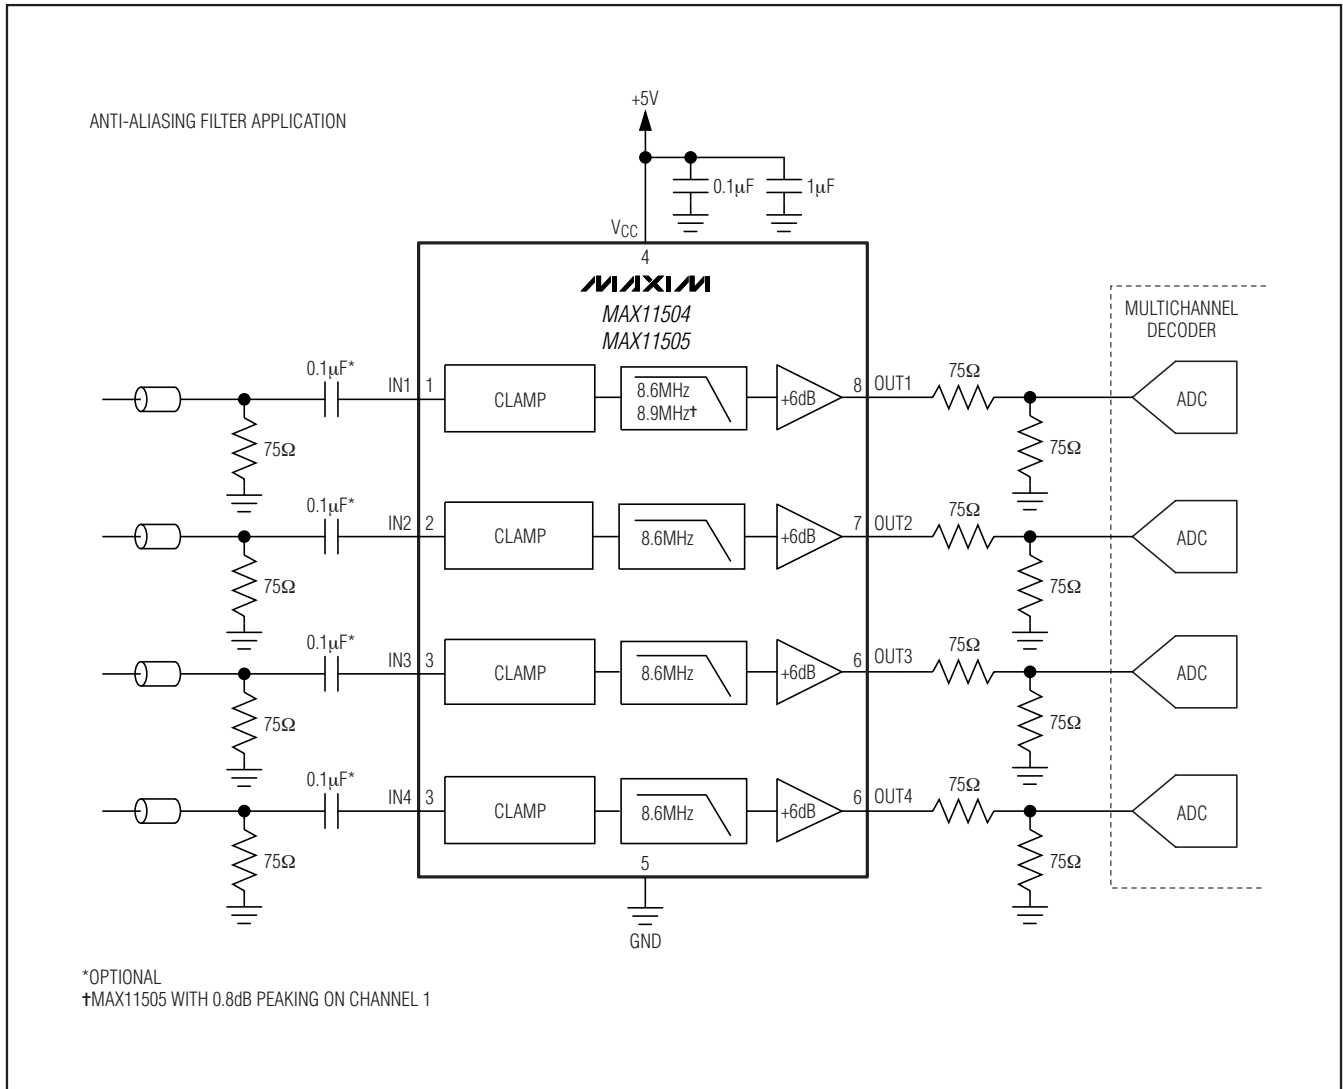 ANTI-ALIASING FILTER APPLICATION
+5V
0.1µF
1µF
VCC
4
MAXIM
MAX11504
MAX11505
MULTICHANNEL
DECODER
0.1µF*
IN1
1
CLAMP
8.6MHz
8.9MHz†
+6dB
8
OUT1
75Ω
ADC
75Ω
75Ω
0.1µF*
IN2
2
CLAMP
8.6MHz
+6dB
7
OUT2
75Ω
ADC
75Ω
75Ω
0.1µF*
IN3
3
CLAMP
8.6MHz
+6dB
6
OUT3
75Ω
ADC
75Ω
75Ω
0.1µF*
IN4
3
CLAMP
8.6MHz
+6dB
6
OUT4
75Ω
ADC
75Ω
75Ω
5
GND
*OPTIONAL
†MAX11505 WITH 0.8dB PEAKING ON CHANNEL 1